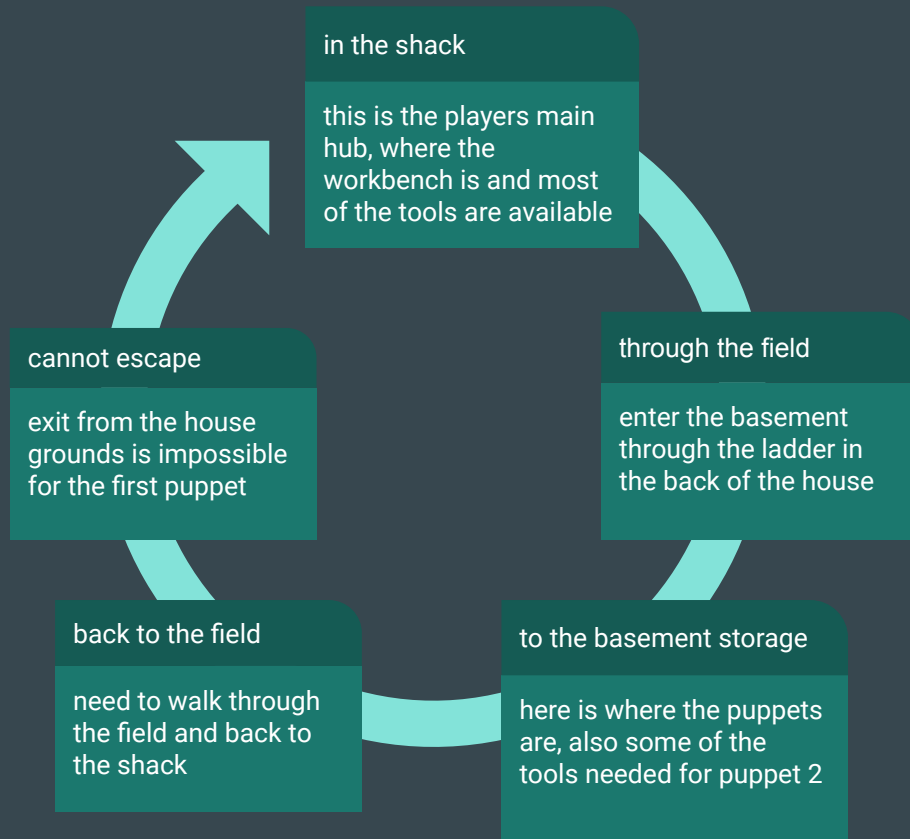 in the shack
this is the players main
hub, where the
workbench is and most
of the tools are available
through the field
enter the basement
through the ladder in
the back of the house
to the basement storage
here is where the puppets
are, also some of the
tools needed for puppet 2
back to the field
need to walk through
the field and back to
the shack
cannot escape
exit from the house
grounds is impossible
for the first puppet